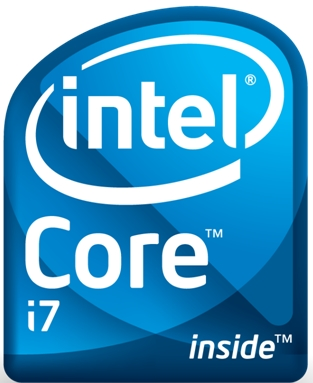 intel®
Core™
i7
inside™